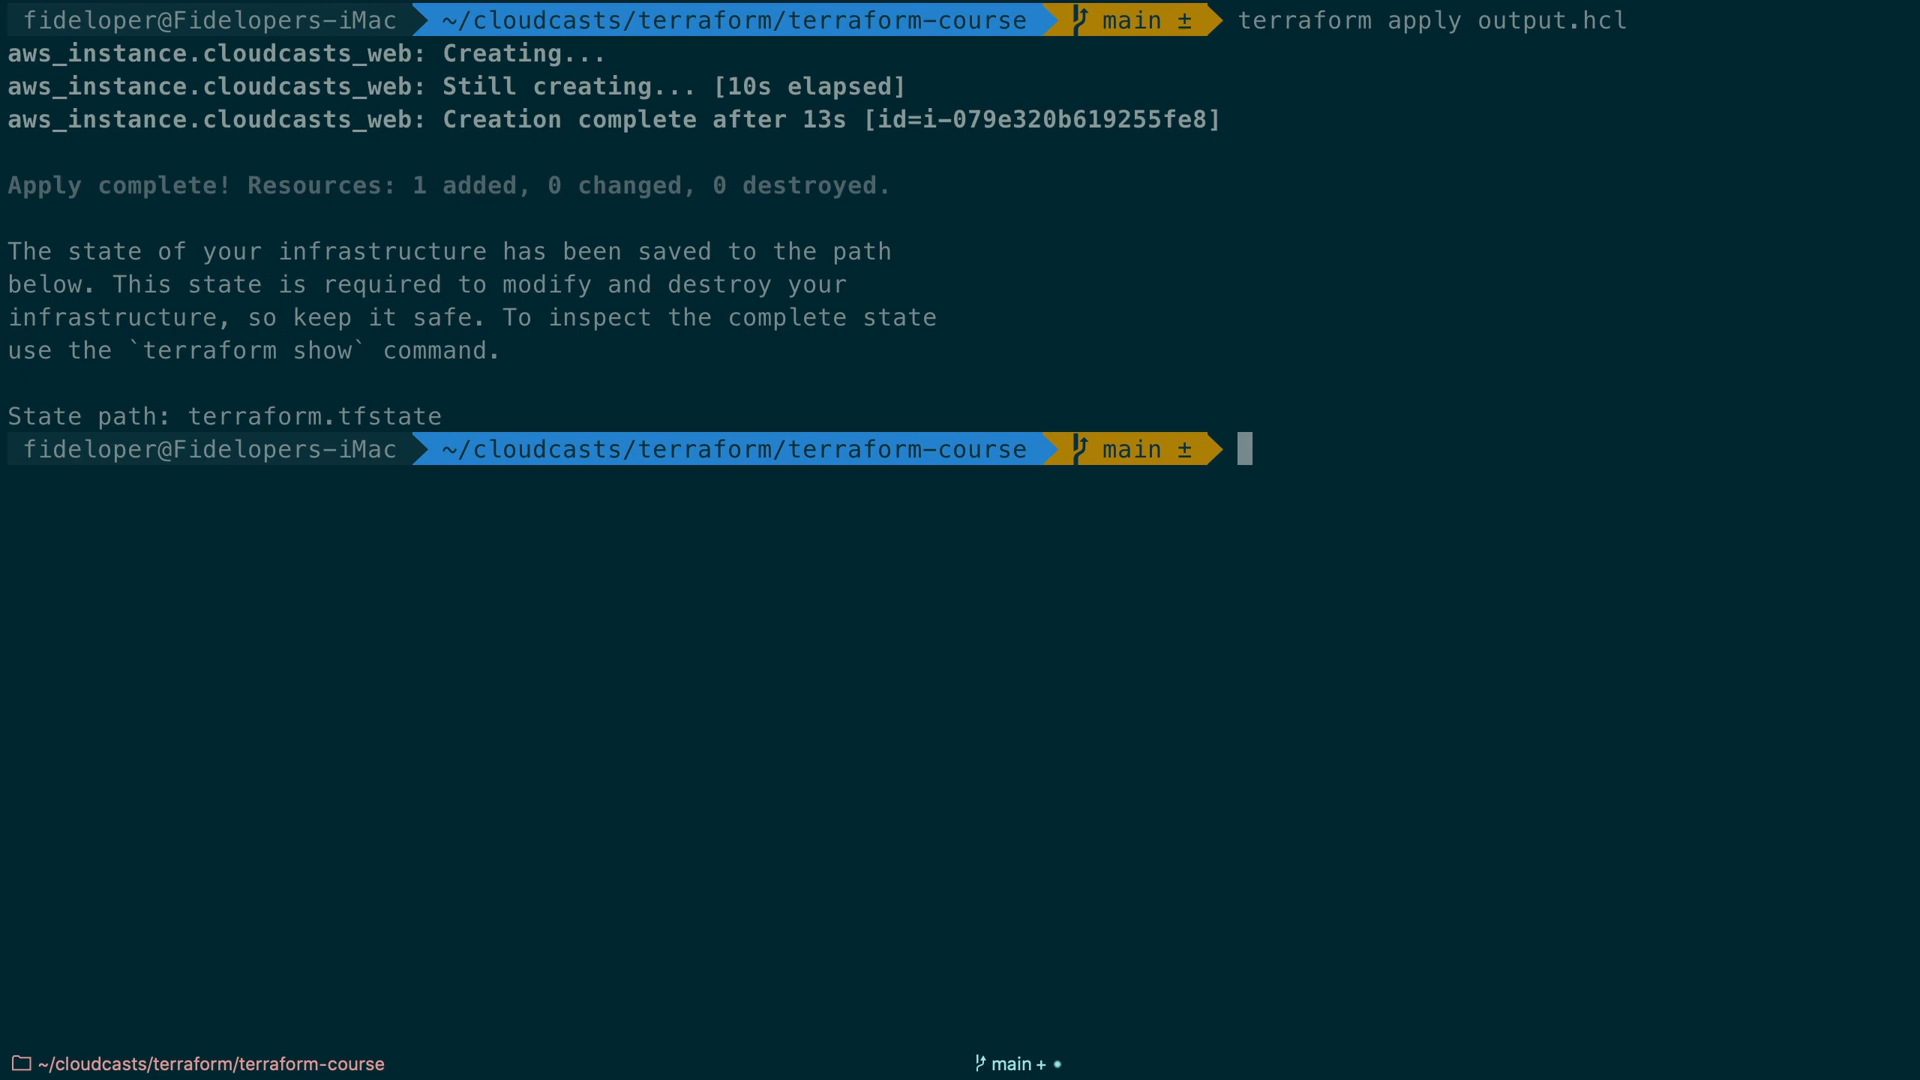 fideloper@Fidelopers-iMac ~/cloudcasts/terraform/terraform-course main ± terraform apply output.hcl
aws_instance.cloudcasts_web: Creating...
aws_instance.cloudcasts_web: Still creating... [10s elapsed]
aws_instance.cloudcasts_web: Creation complete after 13s [id=i-079e320b619255fe8]
Apply complete! Resources: 1 added, 0 changed, 0 destroyed.
The state of your infrastructure has been saved to the path
below. This state is required to modify and destroy your
infrastructure, so keep it safe. To inspect the complete state
use the `terraform show` command.
State path: terraform.tfstate
fideloper@Fidelopers-iMac ~/cloudcasts/terraform/terraform-course main ±
~/cloudcasts/terraform/terraform-course main + •